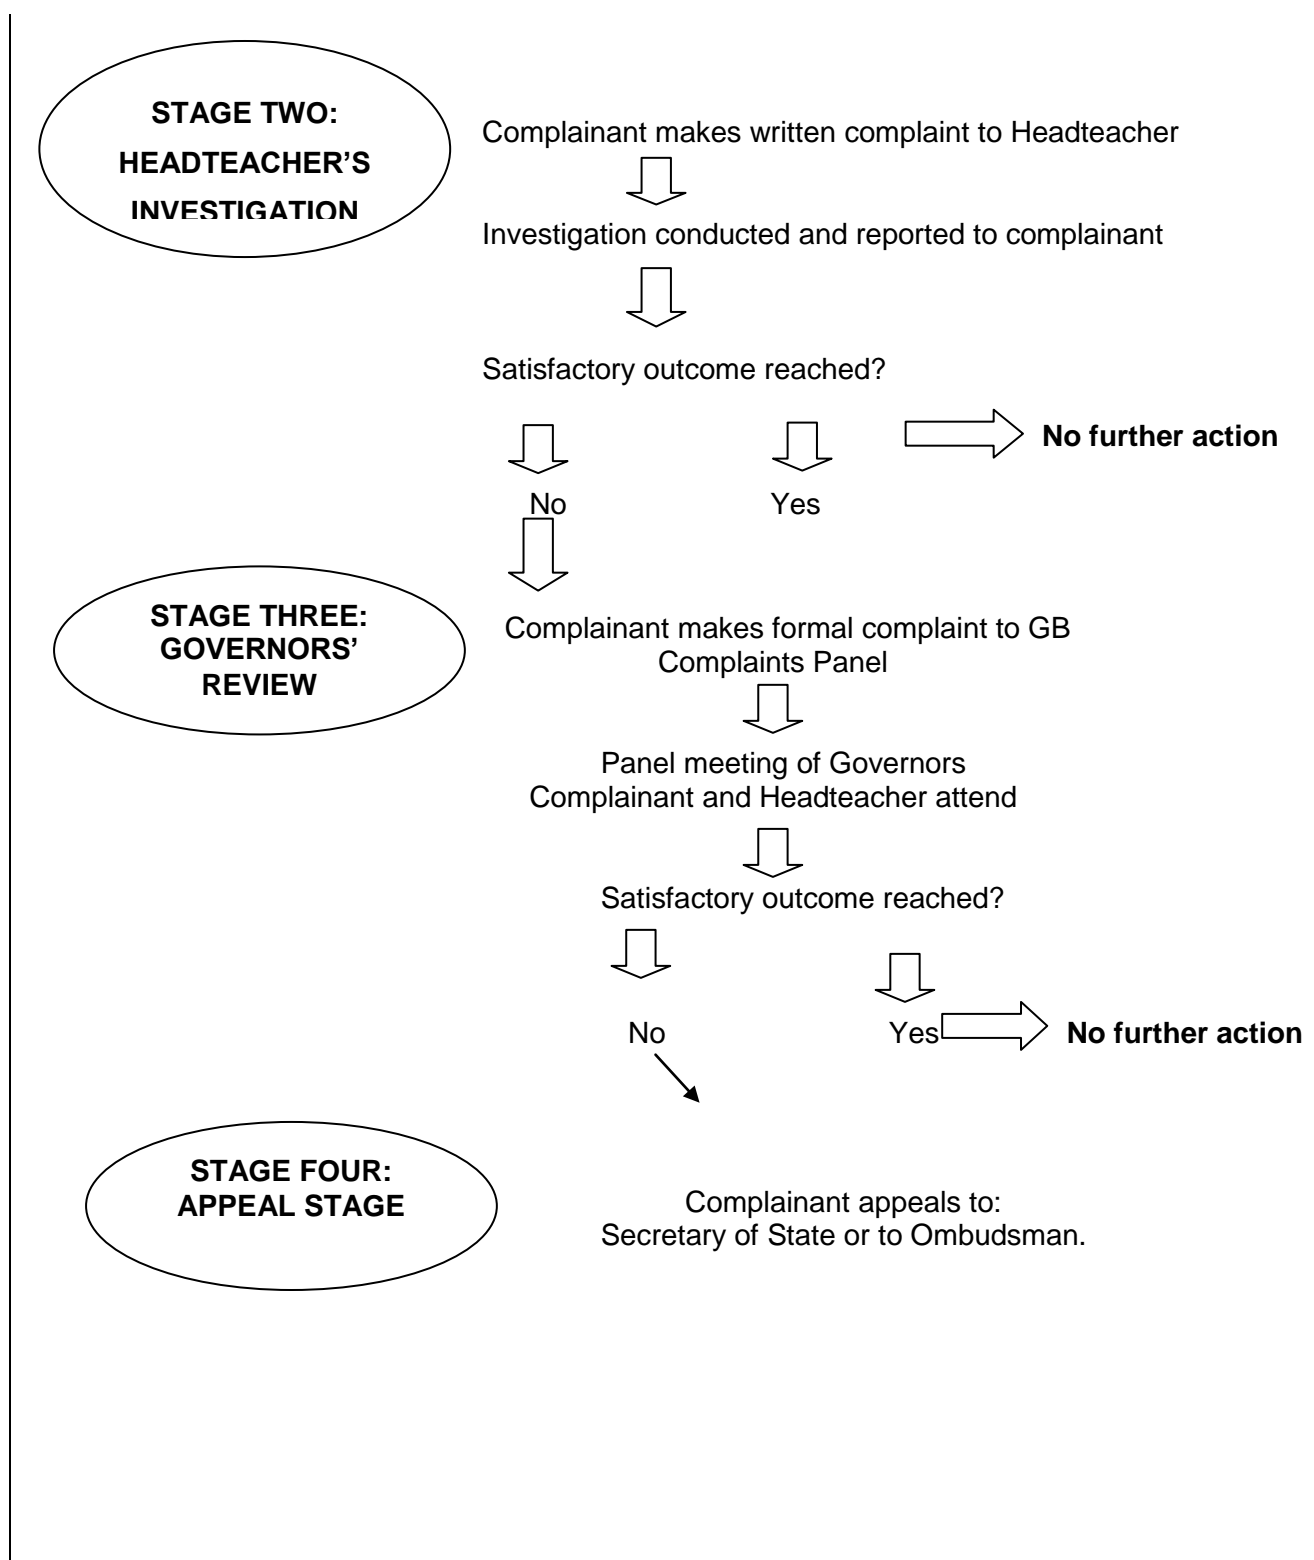 STAGE TWO:
HEADTEACHER’S
INVESTIGATION
Complainant makes written complaint to Headteacher
Investigation conducted and reported to complainant
Satisfactory outcome reached?
No further action
No
Yes
STAGE THREE:
GOVERNORS’
REVIEW
Complainant makes formal complaint to GB
Complaints Panel
Panel meeting of Governors
Complainant and Headteacher attend
Satisfactory outcome reached?
No
Yes
No further action
STAGE FOUR:
APPEAL STAGE
Complainant appeals to:
Secretary of State or to Ombudsman.